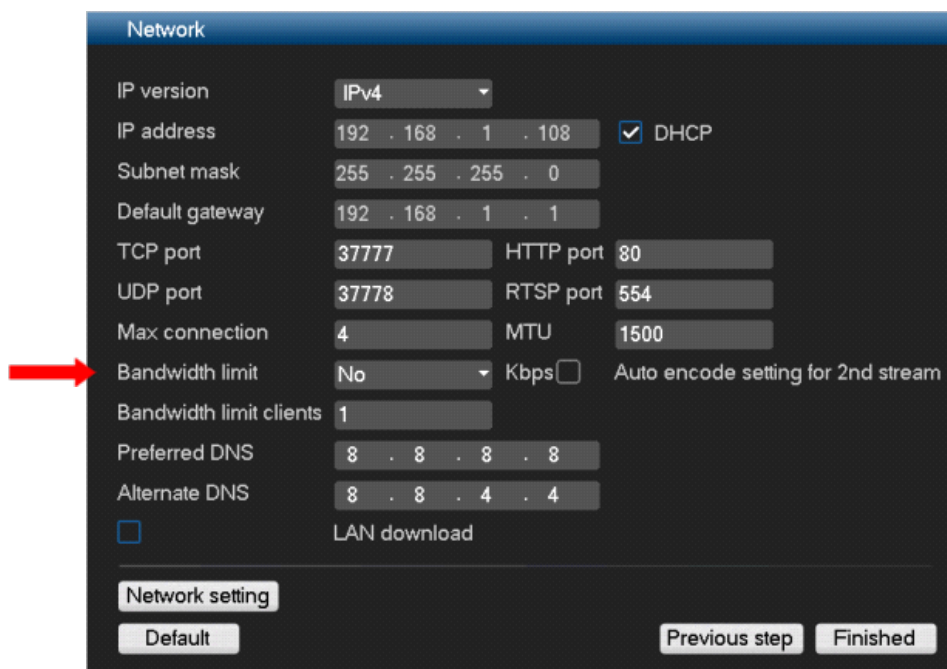 Network
IP version IPv4
IP address 192 . 168 . 1 . 108 DHCP
Subnet mask 255 . 255 . 255 . 0
Default gateway 192 . 168 . 1 . 1
TCP port 37777 HTTP port 80
UDP port 37778 RTSP port 554
Max connection 4 MTU 1500
Bandwidth limit No Kbps Auto encode setting for 2nd stream
Bandwidth limit clients 1
Preferred DNS 8 . 8 . 8 . 8
Alternate DNS 8 . 8 . 4 . 4
LAN download
Network setting
Default Previous step Finished